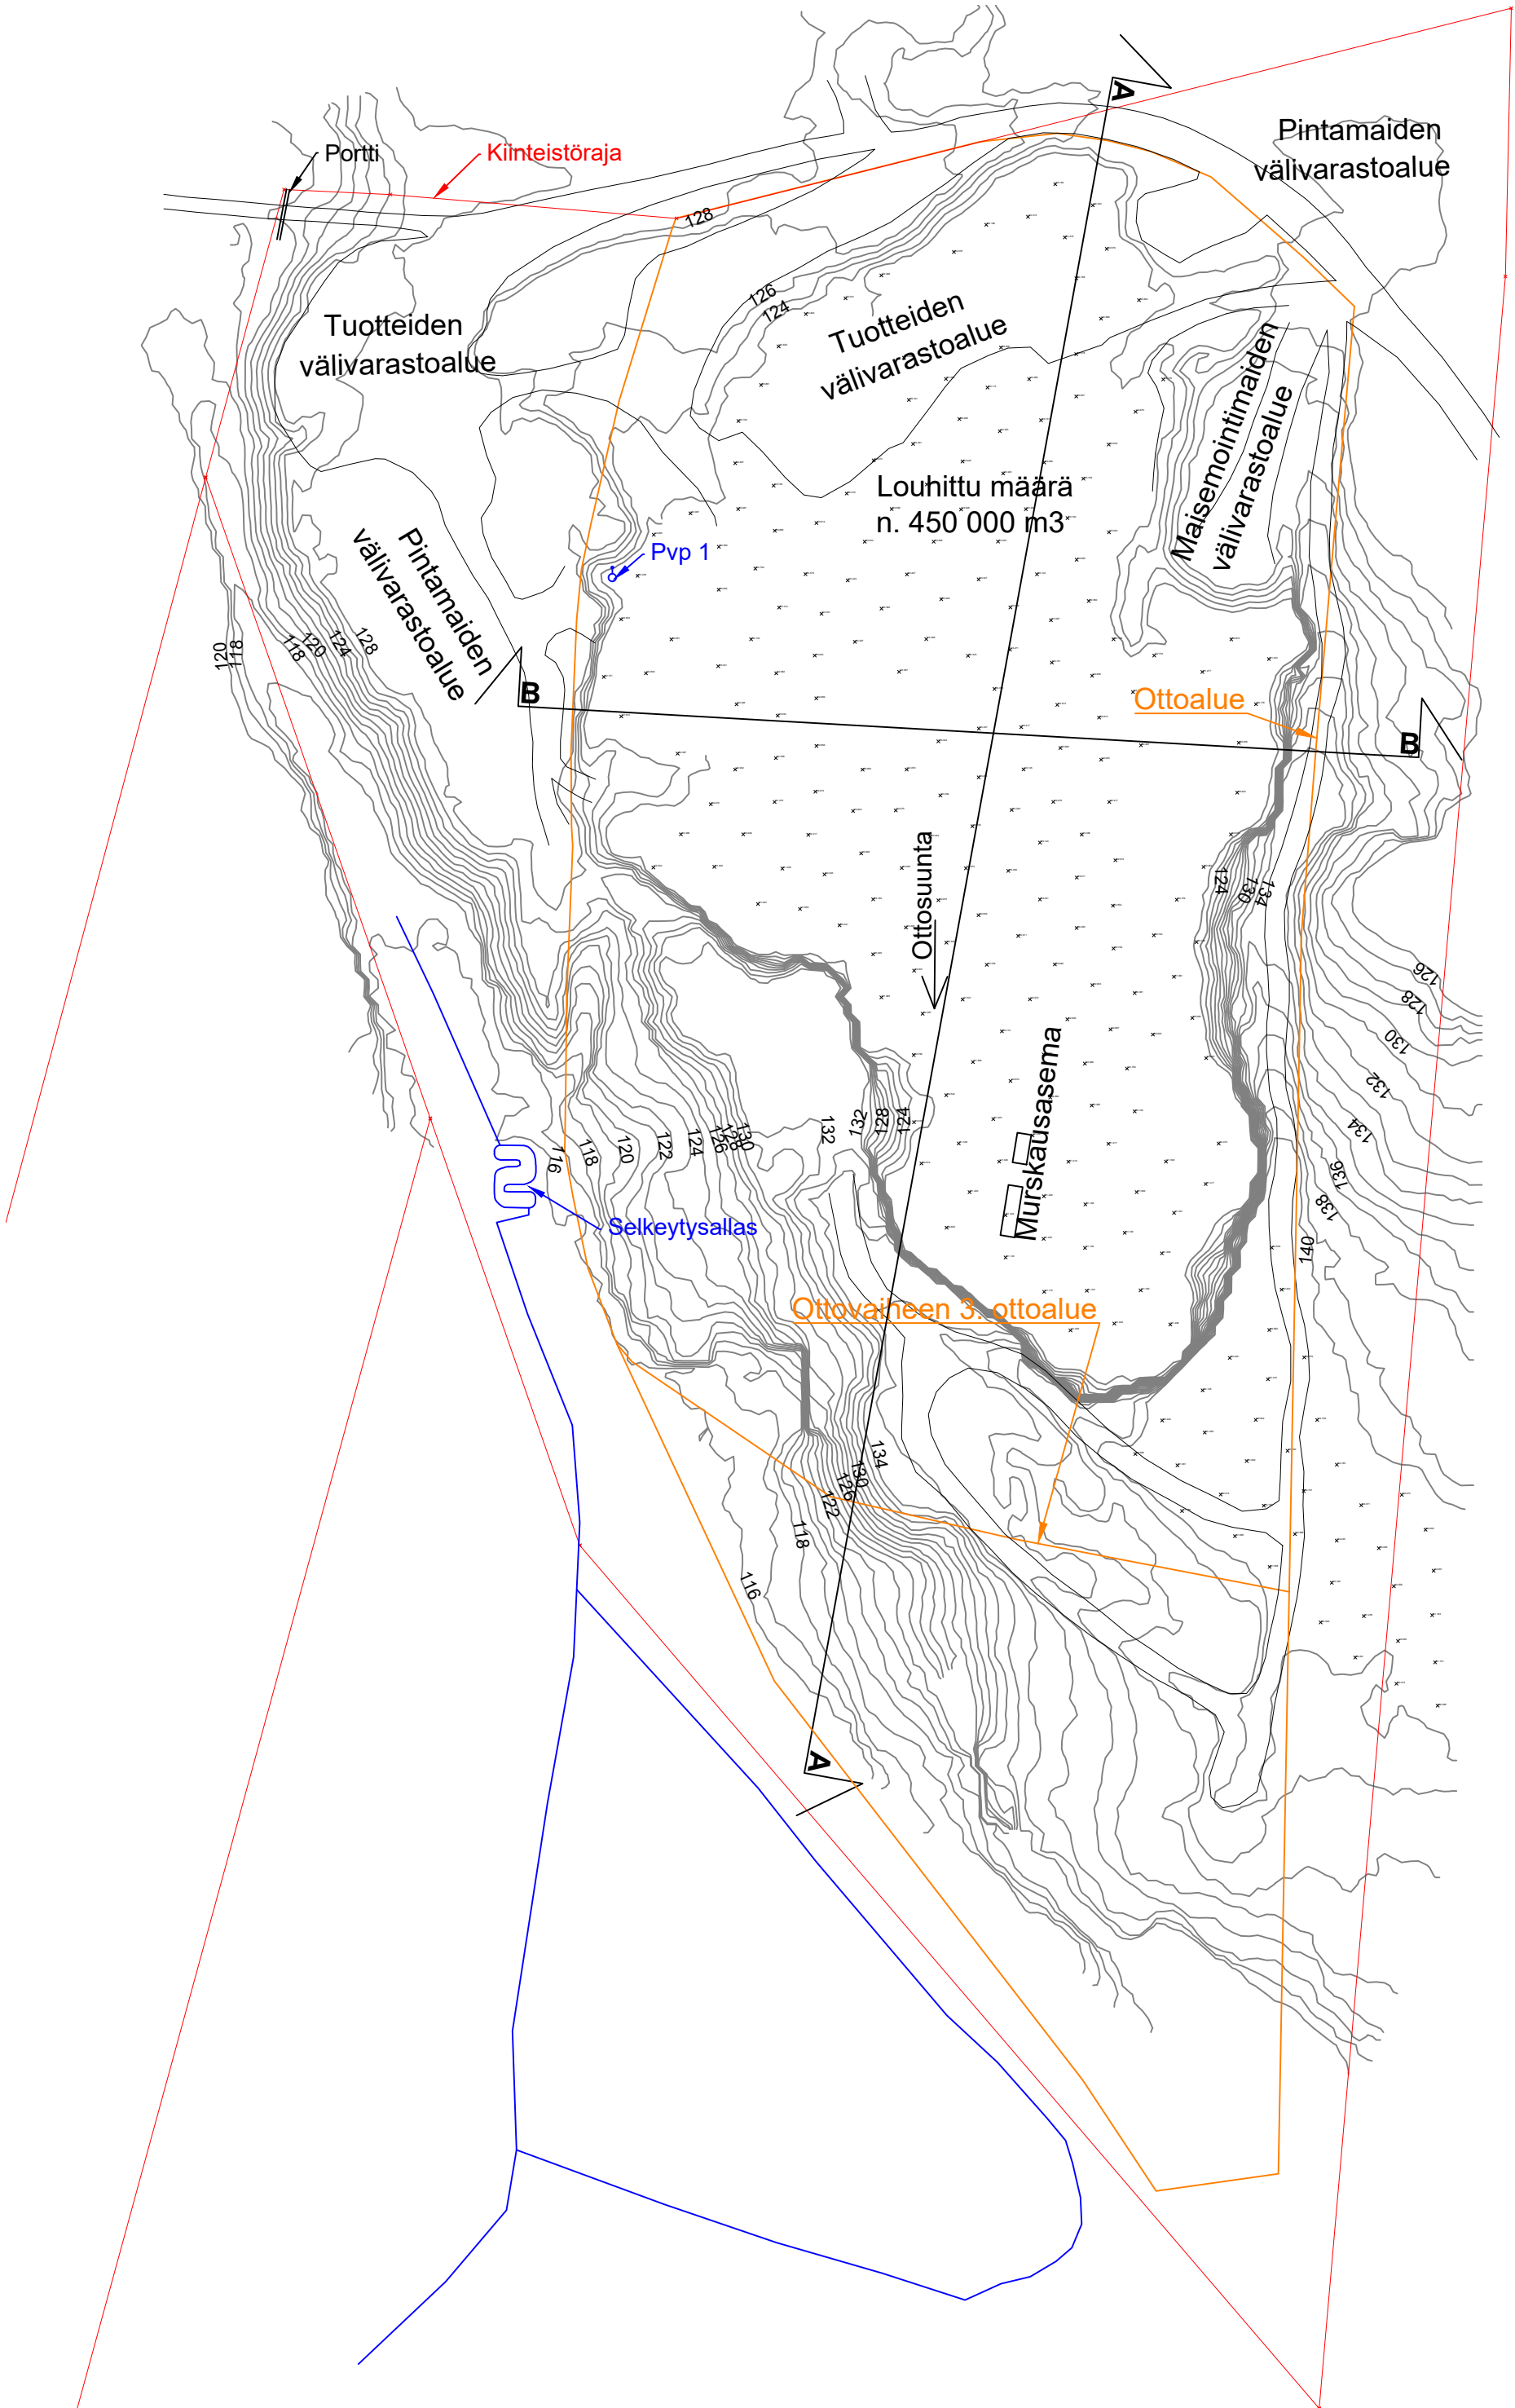 A
Pintamaiden
välivarastoalue
Portti
Kiinteistöraja
128
126
124
Tuotteiden
välivarastoalue
Tuotteiden
välivarastoalue
Maisemointimaiden
välivarastoalue
Louhittu määrä
n. 450 000 m3
Pintamaiden
välivarastoalue
Pvp 1
120
118
118
120
124
128
B
Ottoalue
B
Ottosuunta
124
130
134
126
128
130
132
134
136
138
140
Murskausasema
116
118
120
122
124
126
128
130
132
132
128
124
Selkeytysallas
Ottovaiheen 3. ottoalue
134
130
126
122
118
116
A